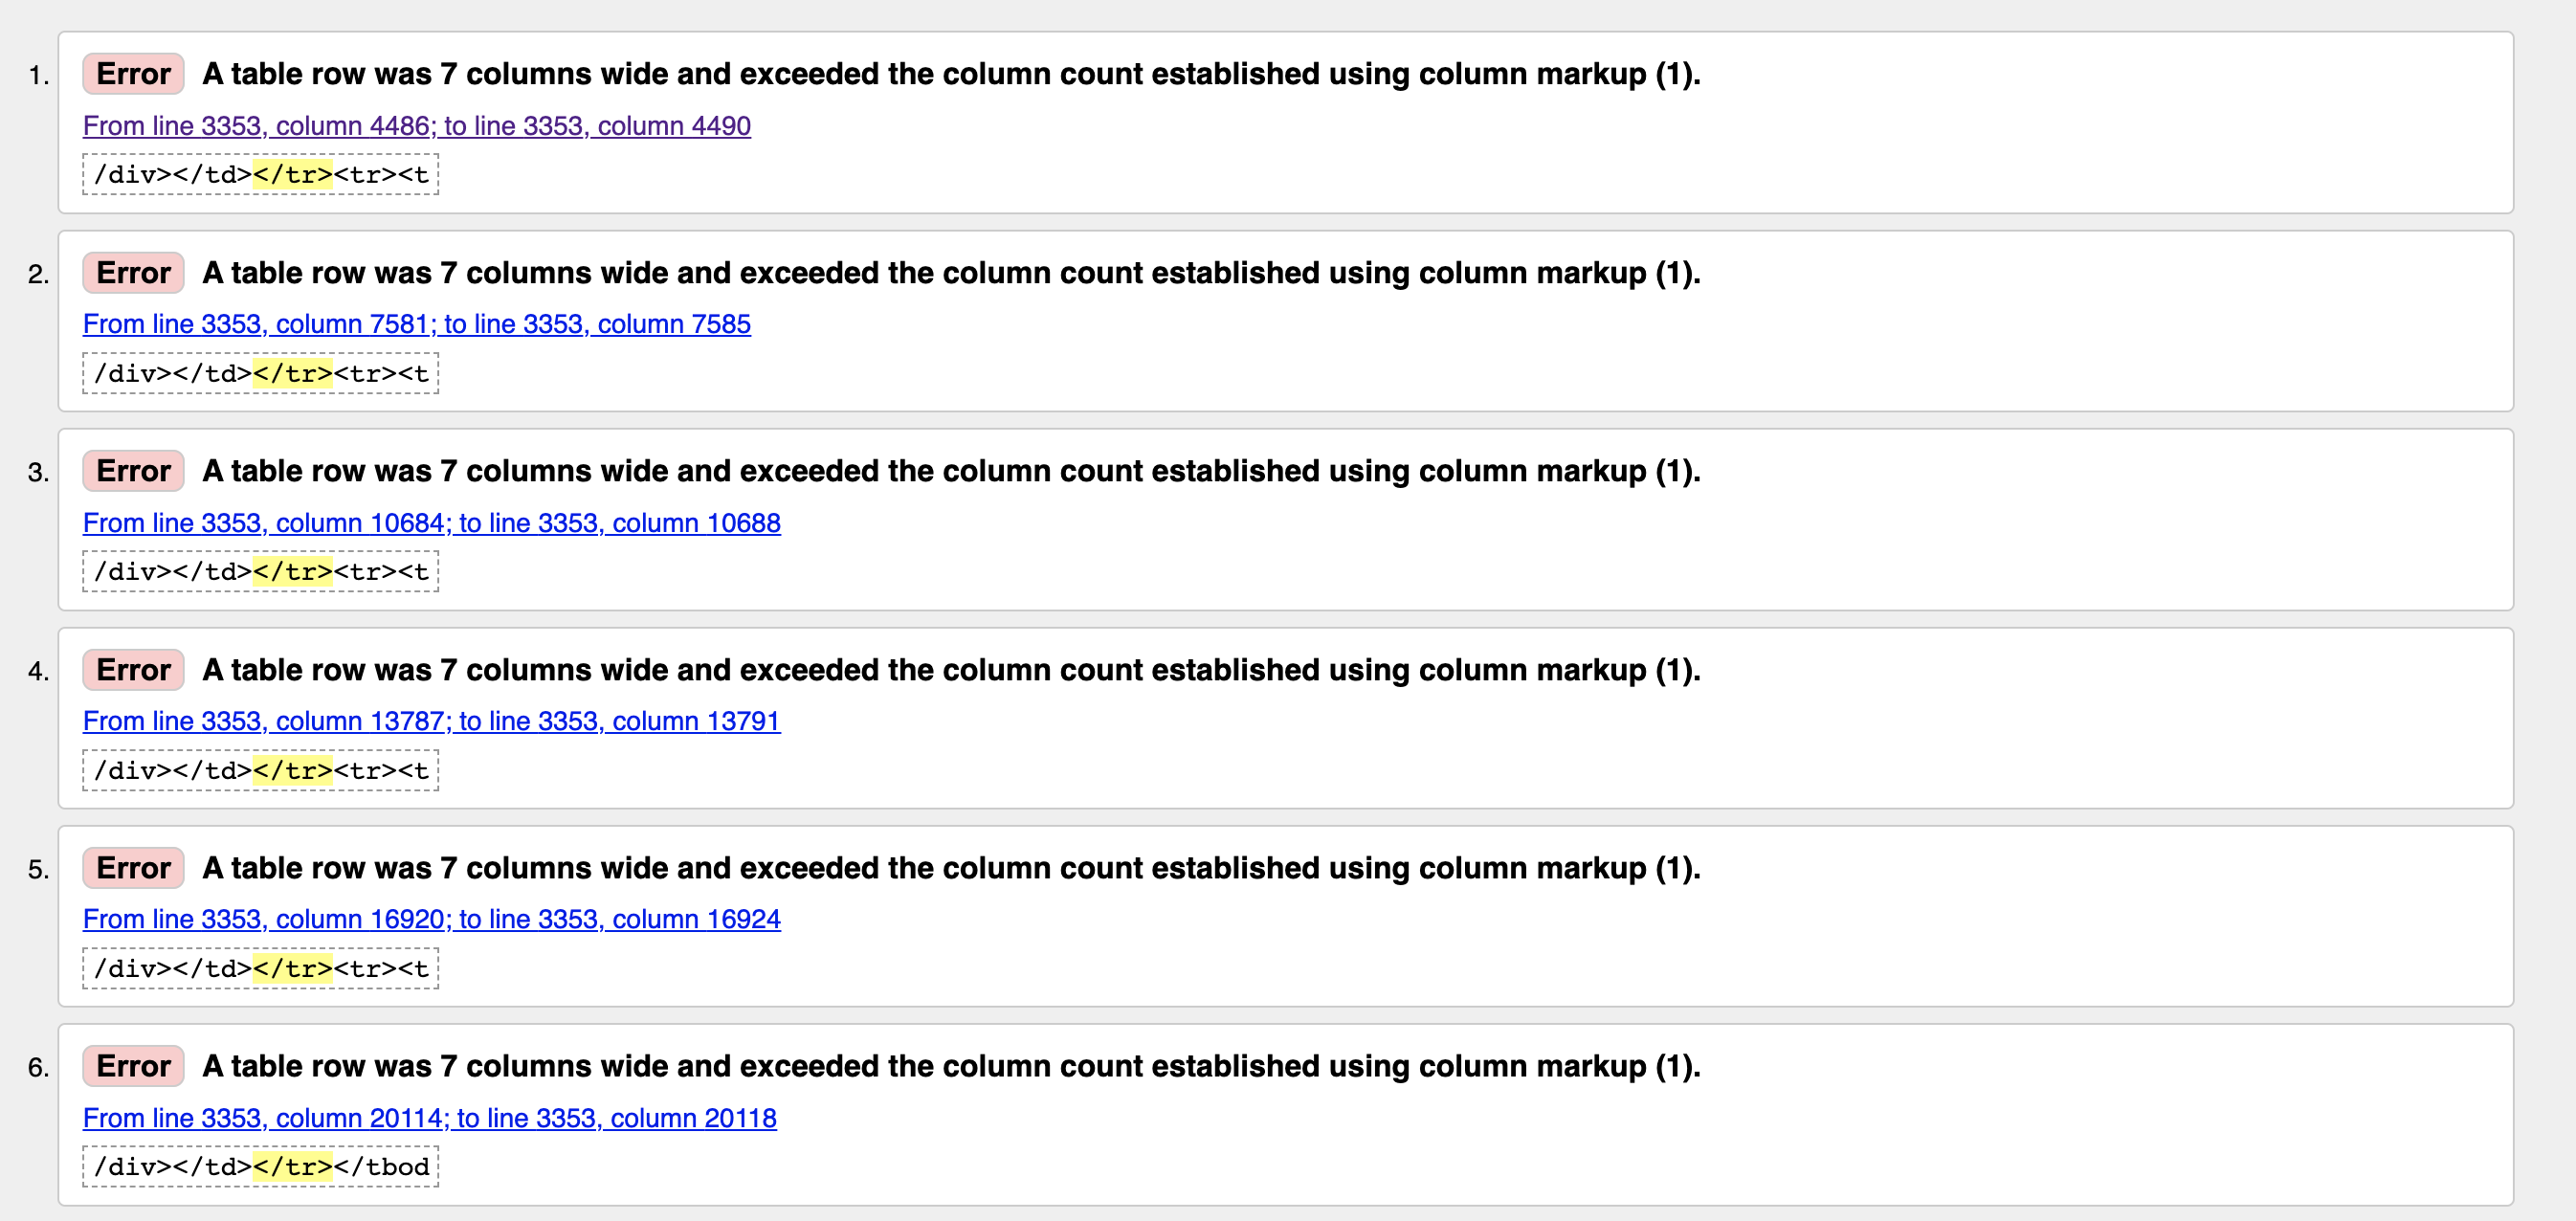 1. Error A table row was 7 columns wide and exceeded the column count established using column markup (1).
From line 3353, column 4486; to line 3353, column 4490
/div></td></tr><tr><t
2. Error A table row was 7 columns wide and exceeded the column count established using column markup (1).
From line 3353, column 7581; to line 3353, column 7585
/div></td></tr><tr><t
3. Error A table row was 7 columns wide and exceeded the column count established using column markup (1).
From line 3353, column 10684; to line 3353, column 10688
/div></td></tr><tr><t
4. Error A table row was 7 columns wide and exceeded the column count established using column markup (1).
From line 3353, column 13787; to line 3353, column 13791
/div></td></tr><tr><t
5. Error A table row was 7 columns wide and exceeded the column count established using column markup (1).
From line 3353, column 16920; to line 3353, column 16924
/div></td></tr><tr><t
6. Error A table row was 7 columns wide and exceeded the column count established using column markup (1).
From line 3353, column 20114; to line 3353, column 20118
/div></td></tr></tbod